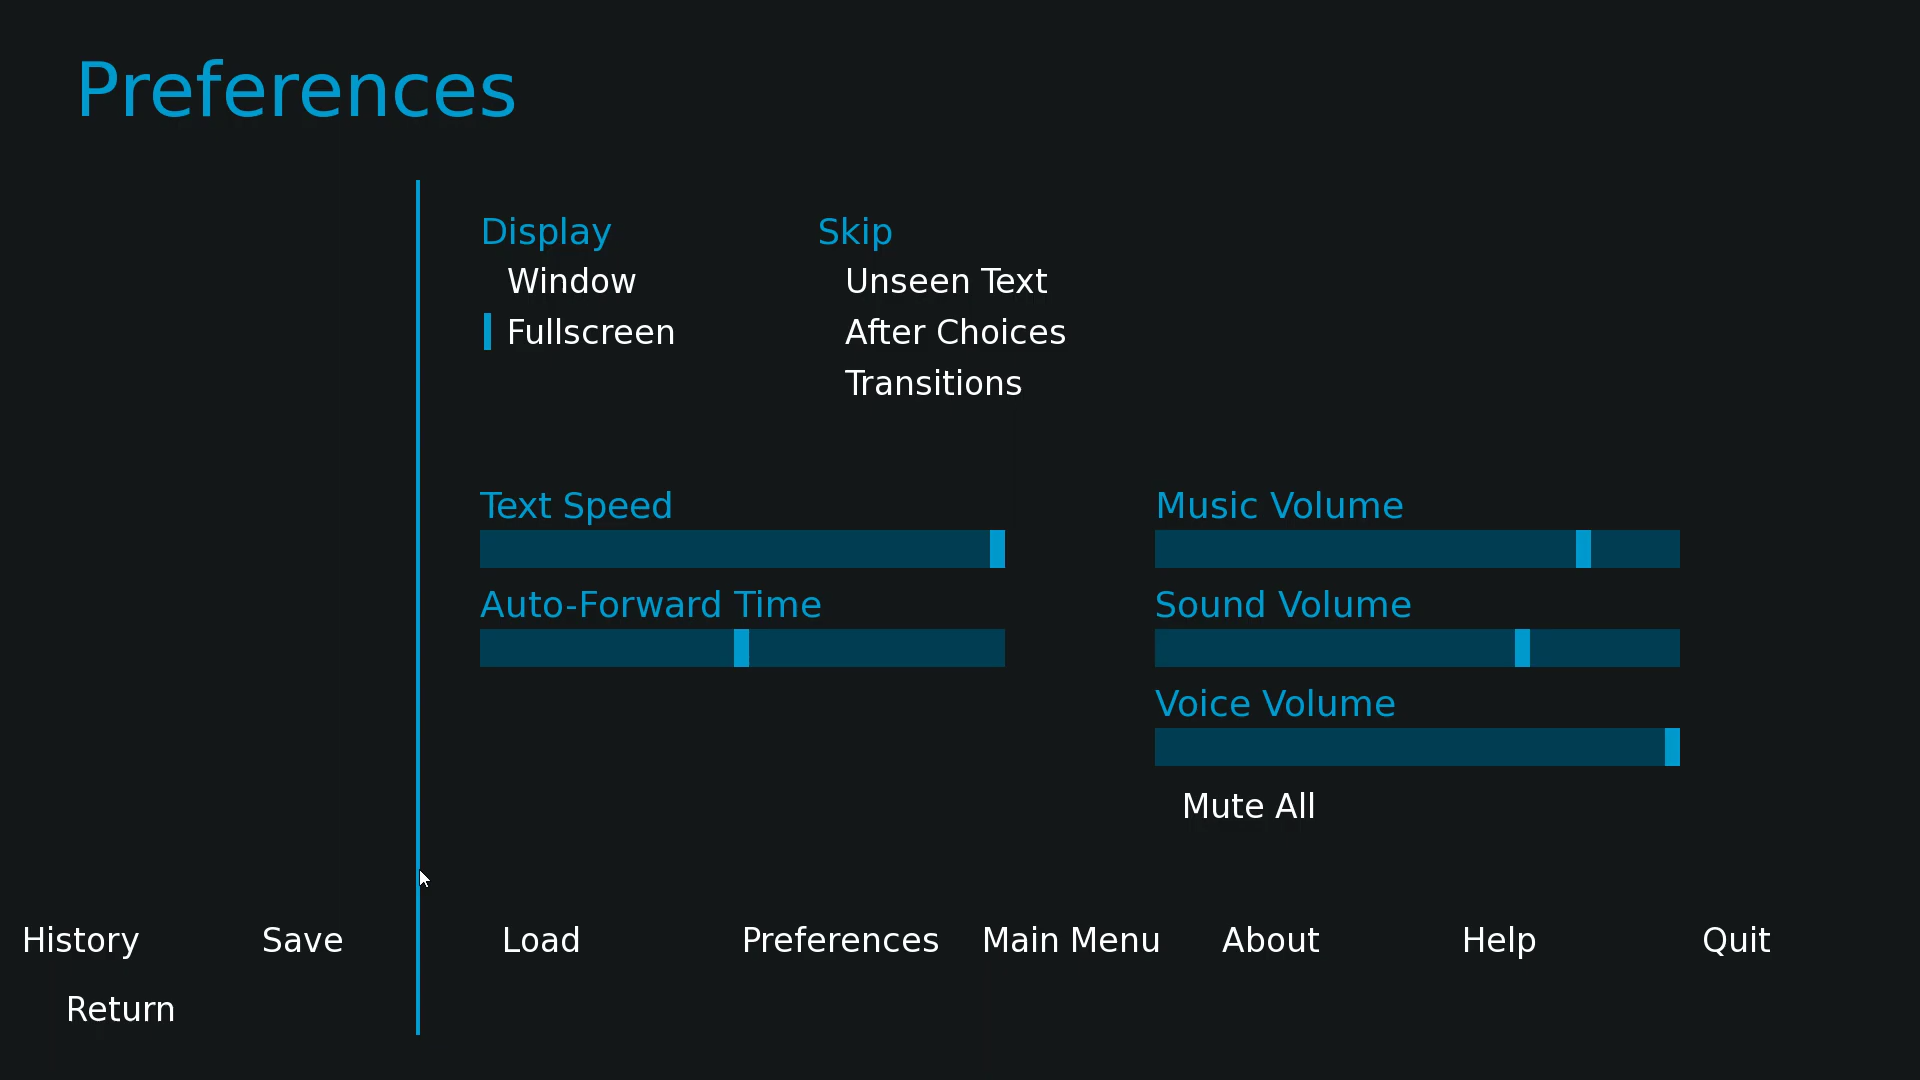 Preferences
Display
Window
Fullscreen
Skip
Unseen Text
After Choices
Transitions
Text Speed
Auto-Forward Time
Music Volume
Sound Volume
Voice Volume
Mute All
History Save Load Preferences Main Menu About Help Quit
Return